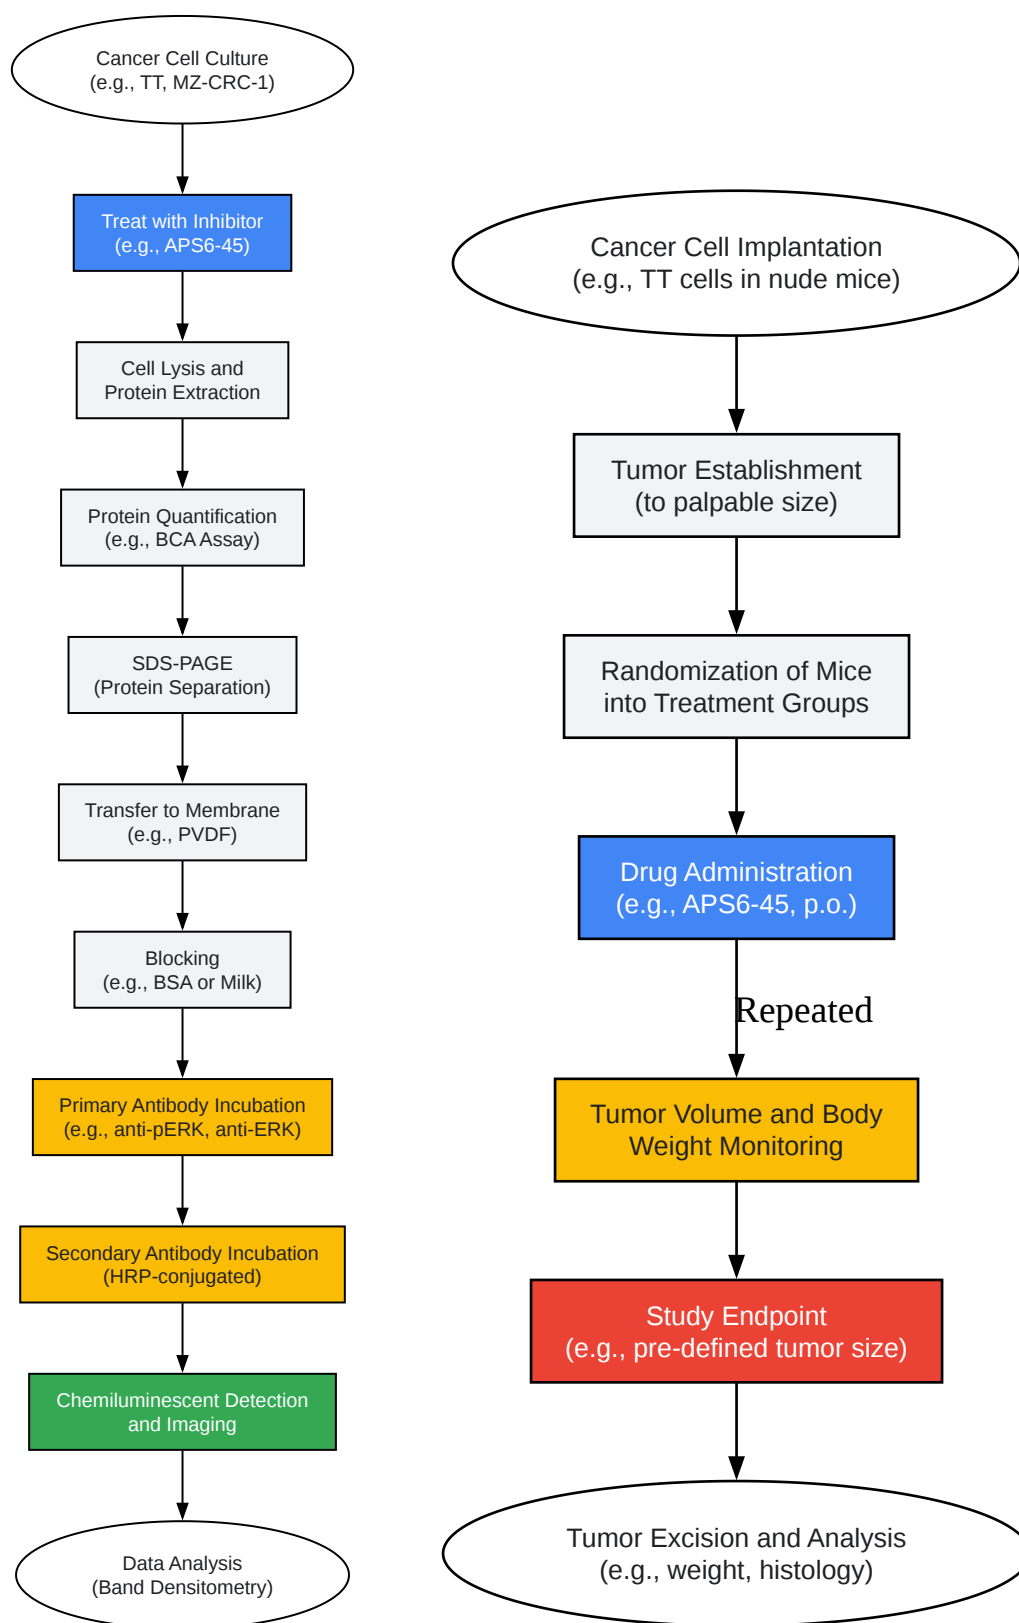 Cancer Cell Culture
(e.g., TT, MZ-CRC-1)
Treat with Inhibitor
(e.g., APS6-45)
Cell Lysis and
Protein Extraction
Protein Quantification
(e.g., BCA Assay)
SDS-PAGE
(Protein Separation)
Transfer to Membrane
(e.g., PVDF)
Blocking
(e.g., BSA or Milk)
Primary Antibody Incubation
(e.g., anti-pERK, anti-ERK)
Secondary Antibody Incubation
(HRP-conjugated)
Chemiluminescent Detection
and Imaging
Data Analysis
(Band Densitometry)
Cancer Cell Implantation
(e.g., TT cells in nude mice)
Tumor Establishment
(to palpable size)
Randomization of Mice
into Treatment Groups
Drug Administration
(e.g., APS6-45, p.o.)
Repeated
Tumor Volume and Body
Weight Monitoring
Study Endpoint
(e.g., pre-defined tumor size)
Tumor Excision and Analysis
(e.g., weight, histology)